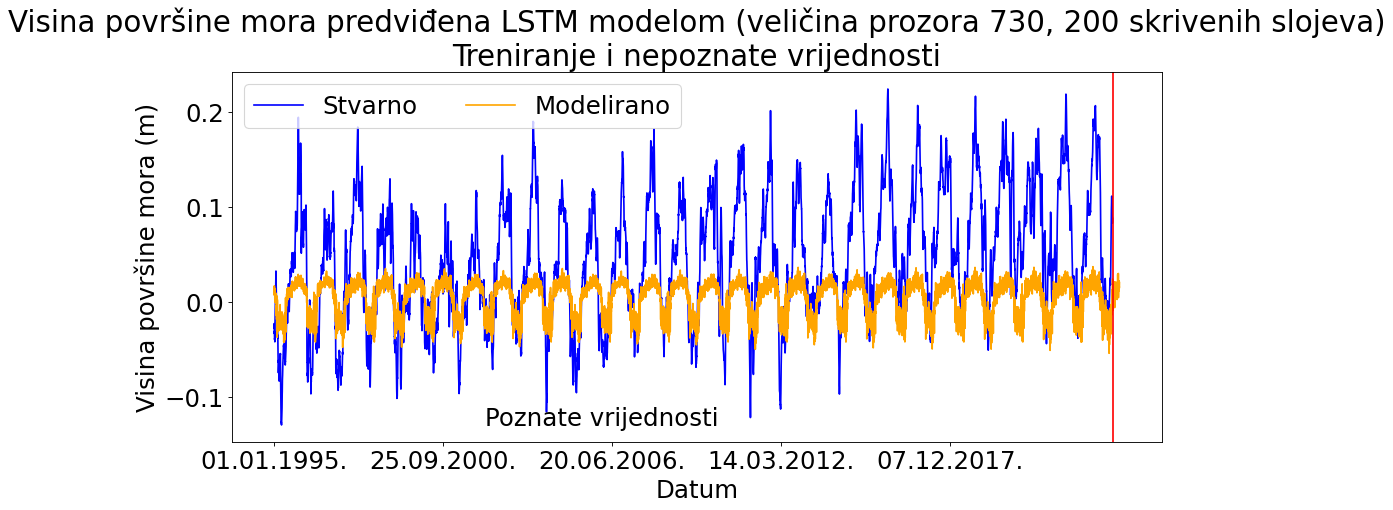 Visina površine mora predviđena LSTM modelom (veličina prozora 730, 200 skrivenih slojeva)
Treniranje i nepoznate vrijednosti
Stvarno Modelirano
0.2
0.1
0.0
−0.1
Visina površine mora (m)
Poznate vrijednosti
01.01.1995. 25.09.2000. 20.06.2006. 14.03.2012. 07.12.2017.
Datum